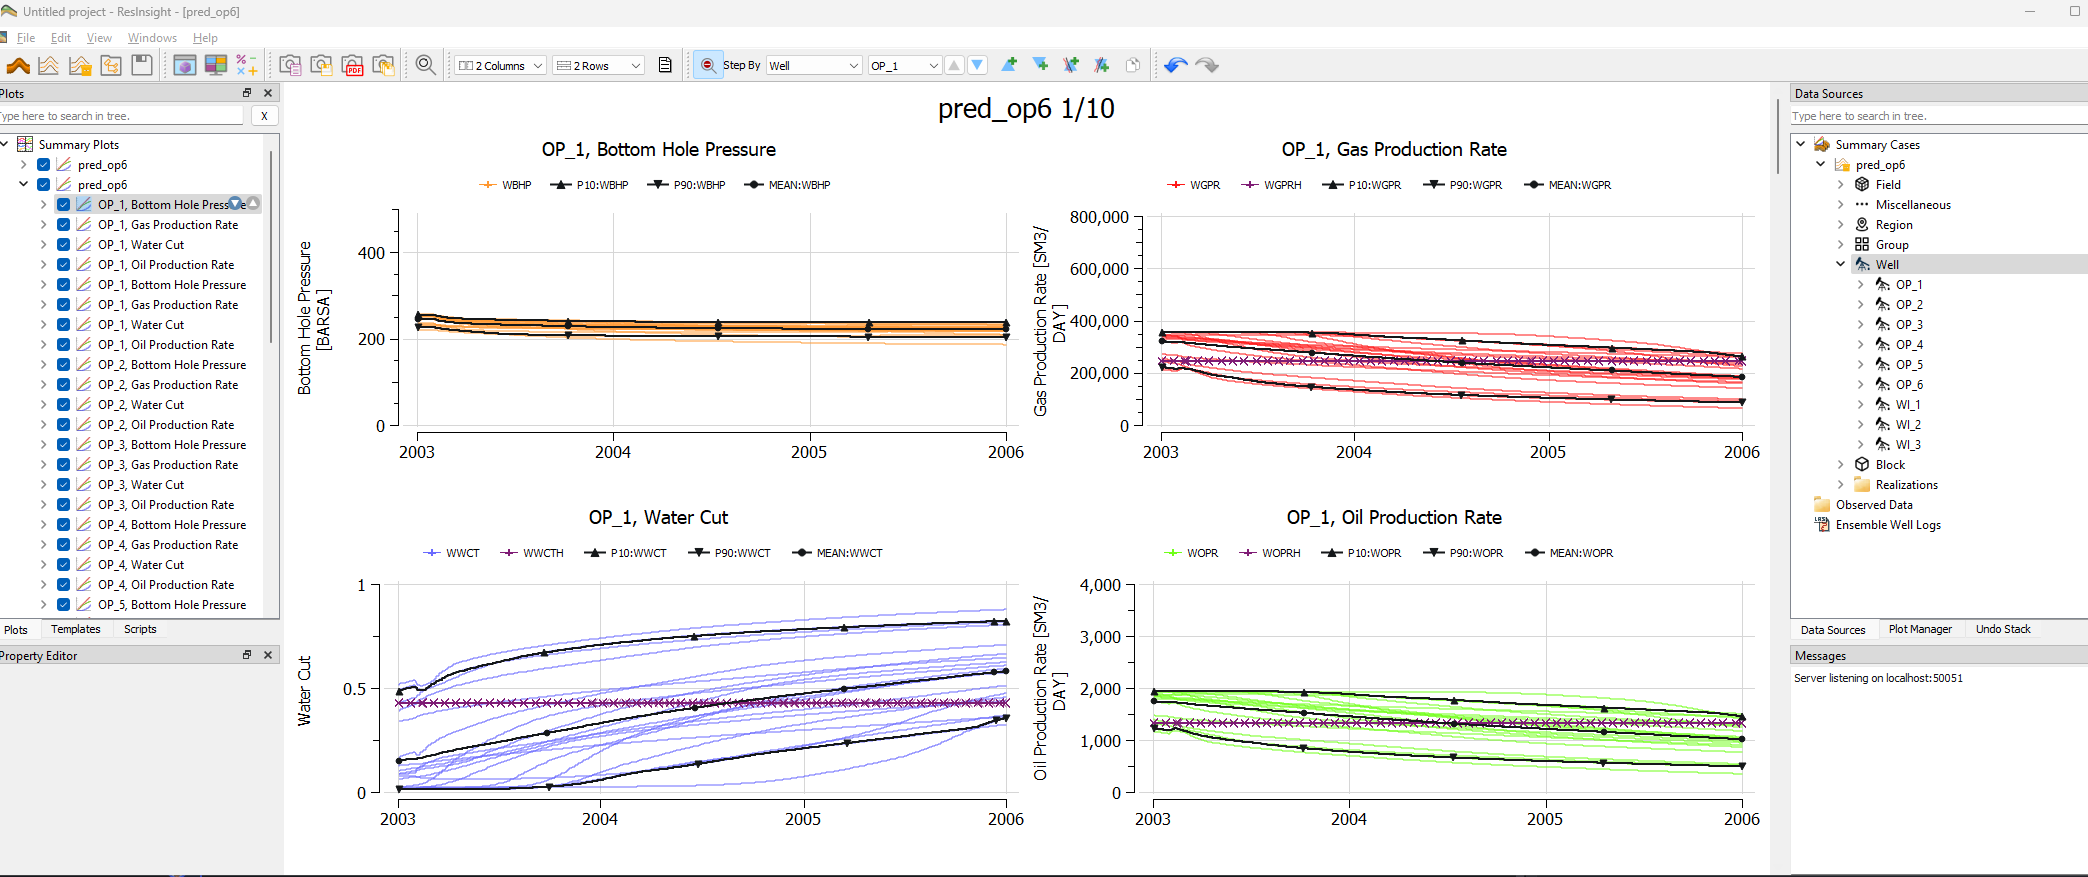 Untitled project - ResInsight - [pred_op6]
File Edit View Windows Help
2 Columns 2 Rows Step By Well OP_1
PDF
Plots
Type here to search in tree. X
Summary Plots
pred_op6
pred_op6
OP_1, Bottom Hole Press e
OP_1, Gas Production Rate
OP_1, Water Cut
OP_1, Oil Production Rate
OP_1, Bottom Hole Pressure
OP_1, Gas Production Rate
OP_1, Water Cut
OP_1, Oil Production Rate
OP_2, Bottom Hole Pressure
OP_2, Gas Production Rate
OP_2, Water Cut
OP_2, Oil Production Rate
OP_3, Bottom Hole Pressure
OP_3, Gas Production Rate
OP_3, Water Cut
OP_3, Oil Production Rate
OP_4, Bottom Hole Pressure
OP_4, Gas Production Rate
OP_4, Water Cut
OP_4, Oil Production Rate
OP_5, Bottom Hole Pressure
Plots Templates Scripts
Property Editor
pred_op6 1/10
OP_1, Bottom Hole Pressure
WBHP P10:WBHP P90:WBHP MEAN:WBHP
Bottom Hole Pressure
[BARSA]
400
200
0
2003 2004 2005 2006
OP_1, Gas Production Rate
WGPR WGPRH P10:WGPR P90:WGPR MEAN:WGPR
Gas Production Rate [SM3/
DAY]
800,000
600,000
400,000
200,000
0
2003 2004 2005 2006
OP_1, Water Cut
WWCT WWCTH P10:WWCT P90:WWCT MEAN:WWCT
Water Cut
1
0.5
0
2003 2004 2005 2006
OP_1, Oil Production Rate
WOPR WOPRH P10:WOPR P90:WOPR MEAN:WOPR
Oil Production Rate [SM3/
DAY]
4,000
3,000
2,000
1,000
0
2003 2004 2005 2006
Data Sources
Type here to search in tree.
Summary Cases
pred_op6
Field
Miscellaneous
Region
Group
Well
OP_1
OP_2
OP_3
OP_4
OP_5
OP_6
WI_1
WI_2
WI_3
Block
Realizations
Observed Data
Ensemble Well Logs
Data Sources Plot Manager Undo Stack
Messages
Server listening on localhost:50051